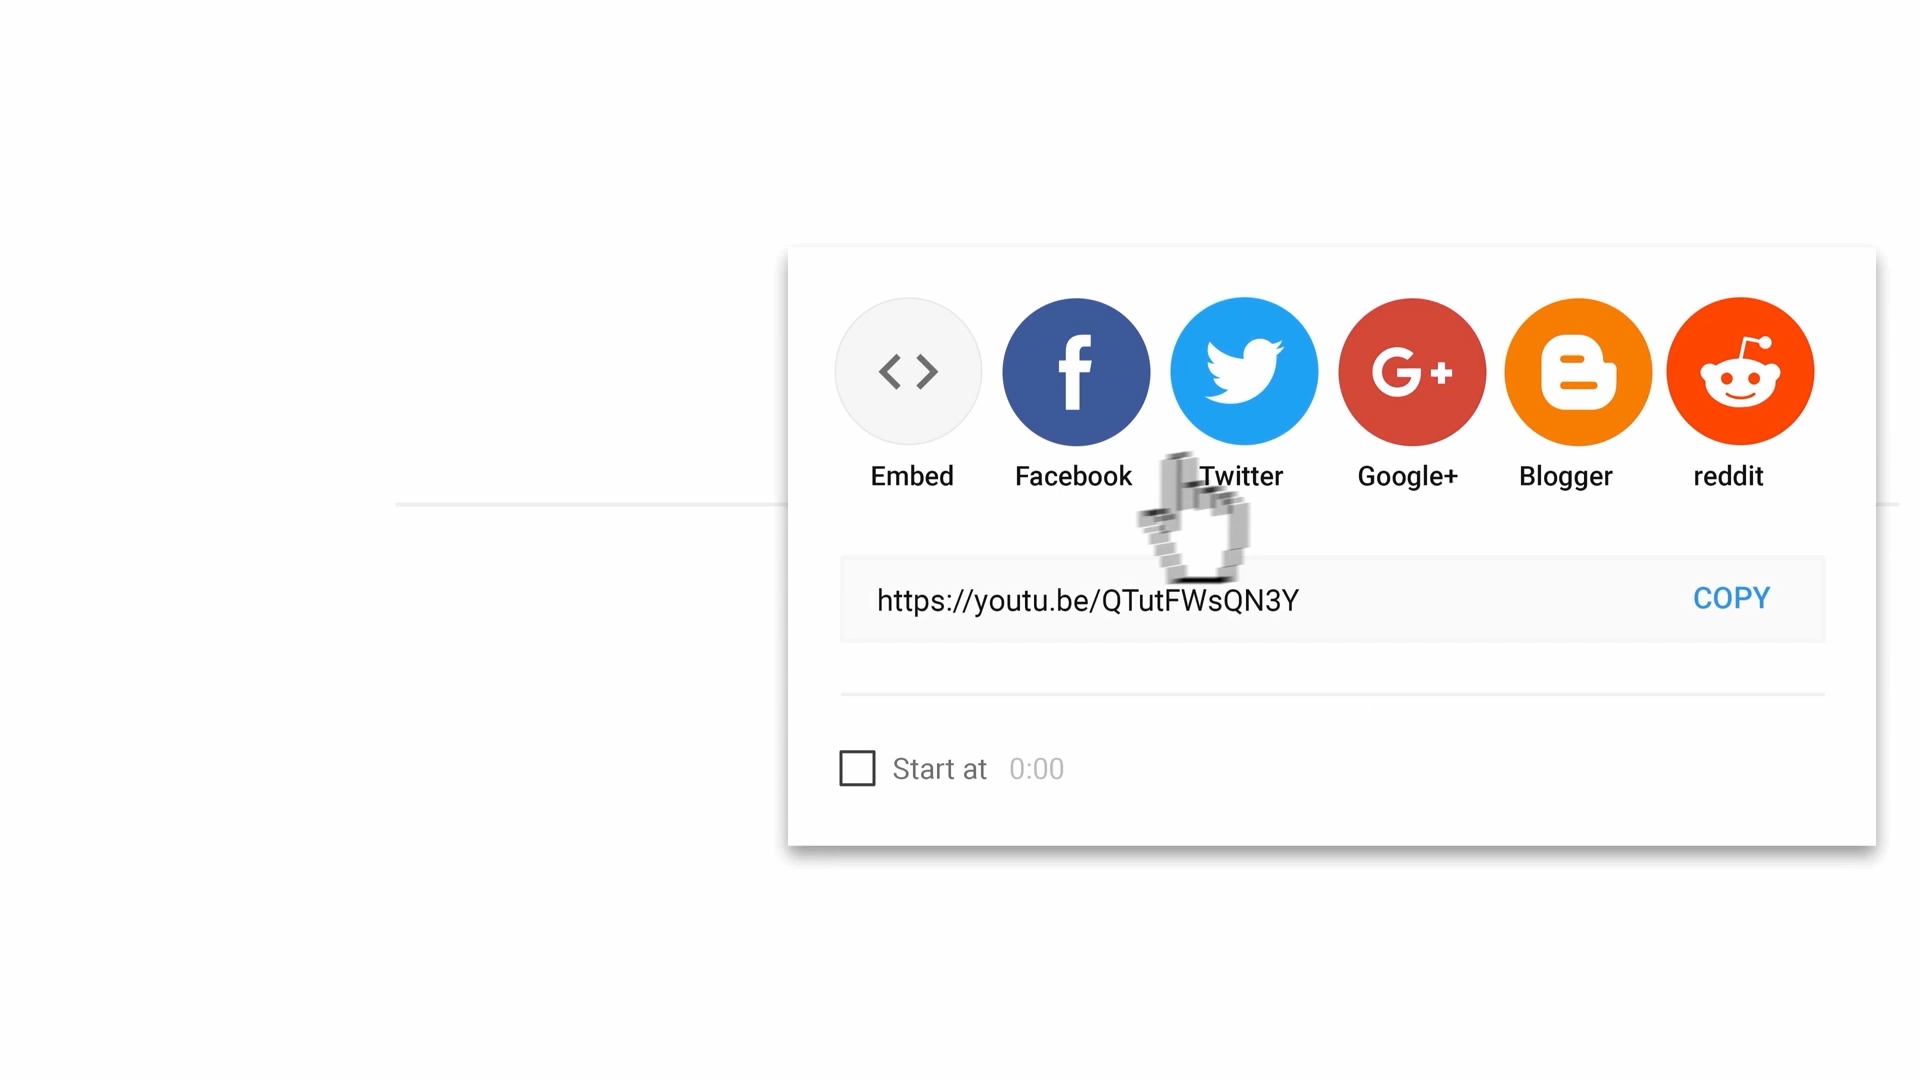 Embed Facebook Twitter Google+ Blogger reddit
https://youtu.be/QTutFWsQN3Y COPY
Start at 0:00